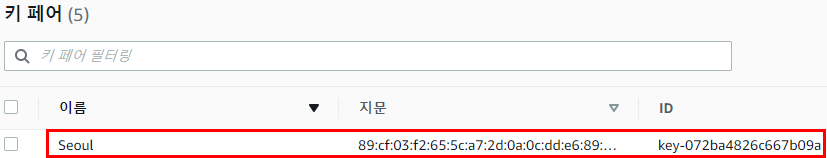 키 페어 (5)
키 페어 필터링
이름 지문 ID
Seoul 89:cf:03:f2:65:5c:a7:2d:0a:0c:dd:e6:89:... key-072ba4826c667b09a